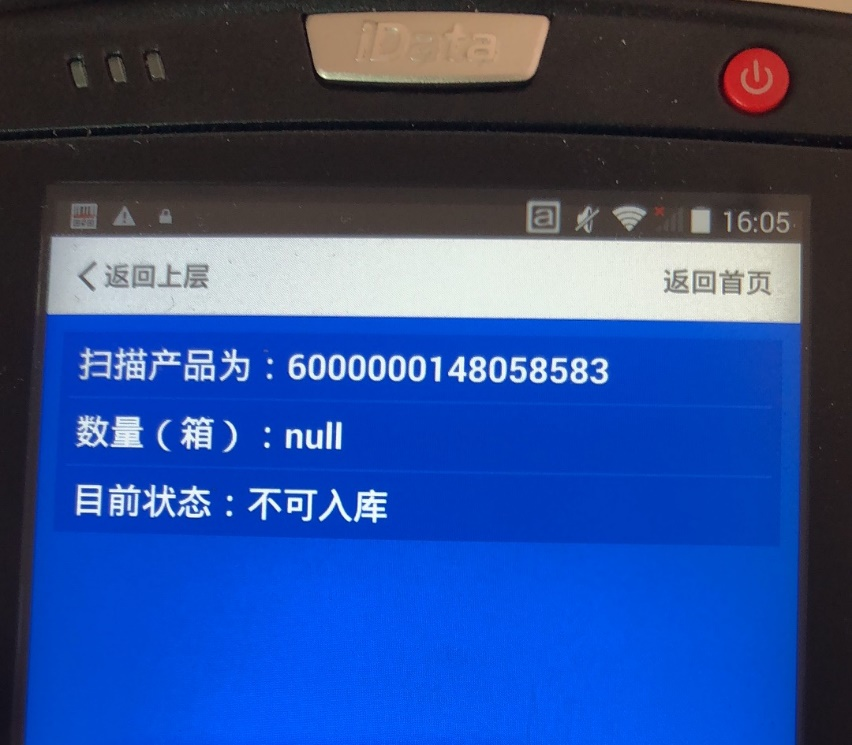 iData
a 16:05
返回上层 返回首页
扫描产品为：6000000148058583
数量（箱）：null
目前状态：不可入库